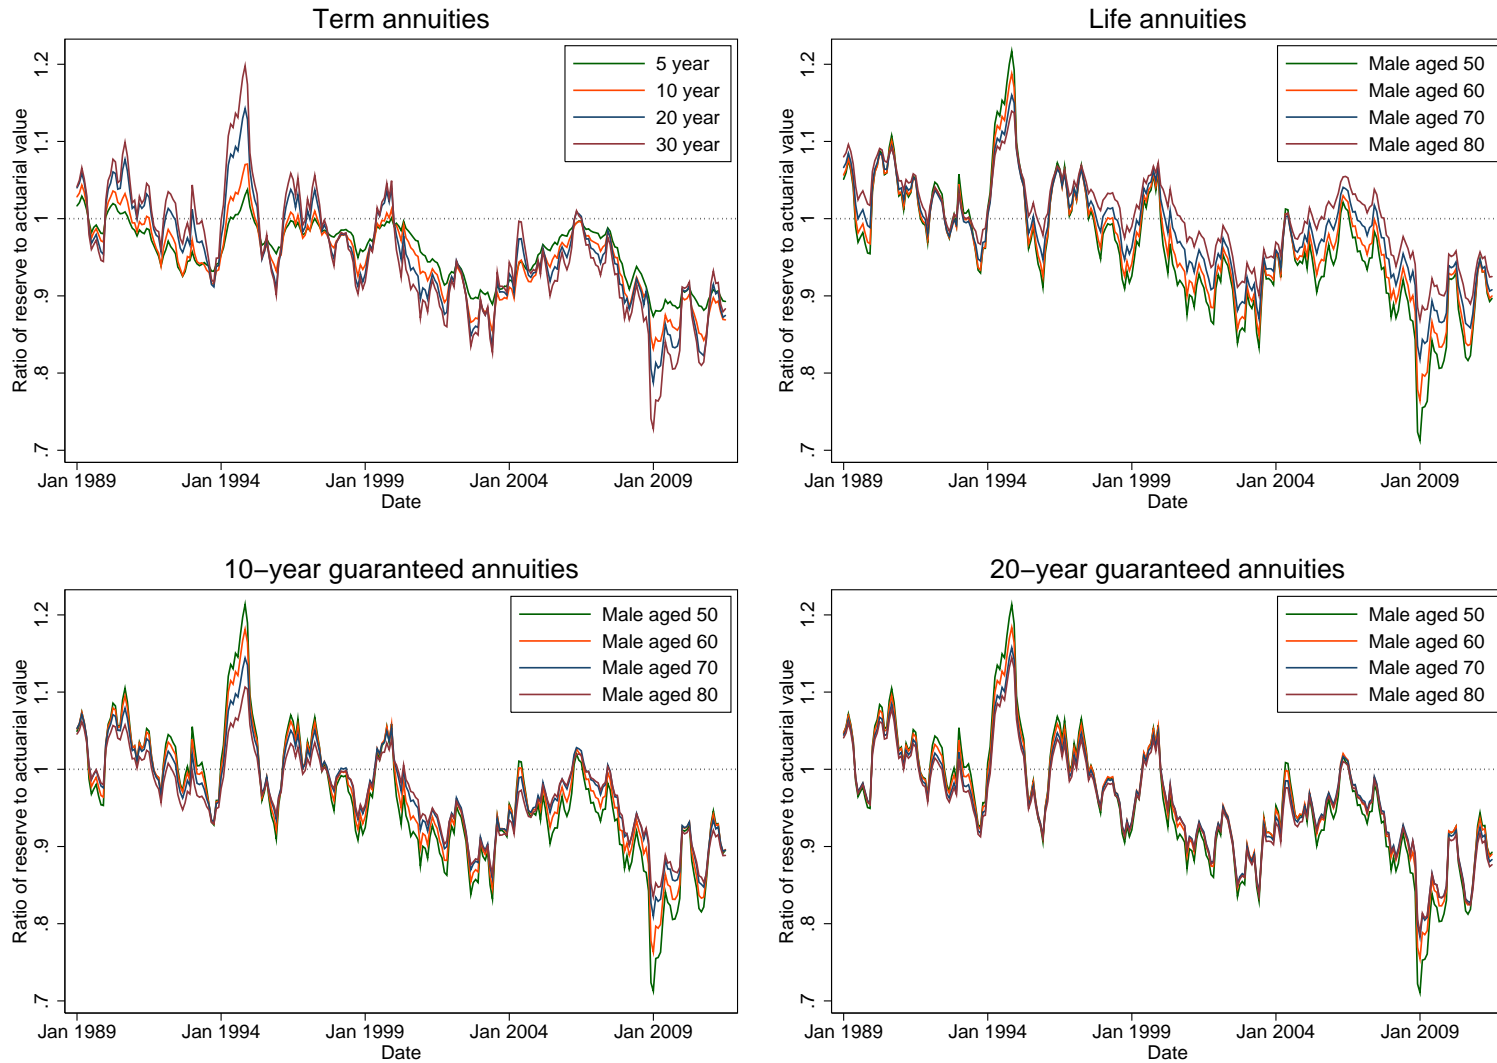 Term annuities
Ratio of reserve to actuarial value
1.2
1.1
1
.9
.8
.7
5 year
10 year
20 year
30 year
Jan 1989
Jan 1994
Jan 1999
Jan 2004
Jan 2009
Date
Life annuities
Ratio of reserve to actuarial value
1.2
1.1
1
.9
.8
.7
Male aged 50
Male aged 60
Male aged 70
Male aged 80
Jan 1989
Jan 1994
Jan 1999
Jan 2004
Jan 2009
Date
10−year guaranteed annuities
Ratio of reserve to actuarial value
1.2
1.1
1
.9
.8
.7
Male aged 50
Male aged 60
Male aged 70
Male aged 80
Jan 1989
Jan 1994
Jan 1999
Jan 2004
Jan 2009
Date
20−year guaranteed annuities
Ratio of reserve to actuarial value
1.2
1.1
1
.9
.8
.7
Male aged 50
Male aged 60
Male aged 70
Male aged 80
Jan 1989
Jan 1994
Jan 1999
Jan 2004
Jan 2009
Date